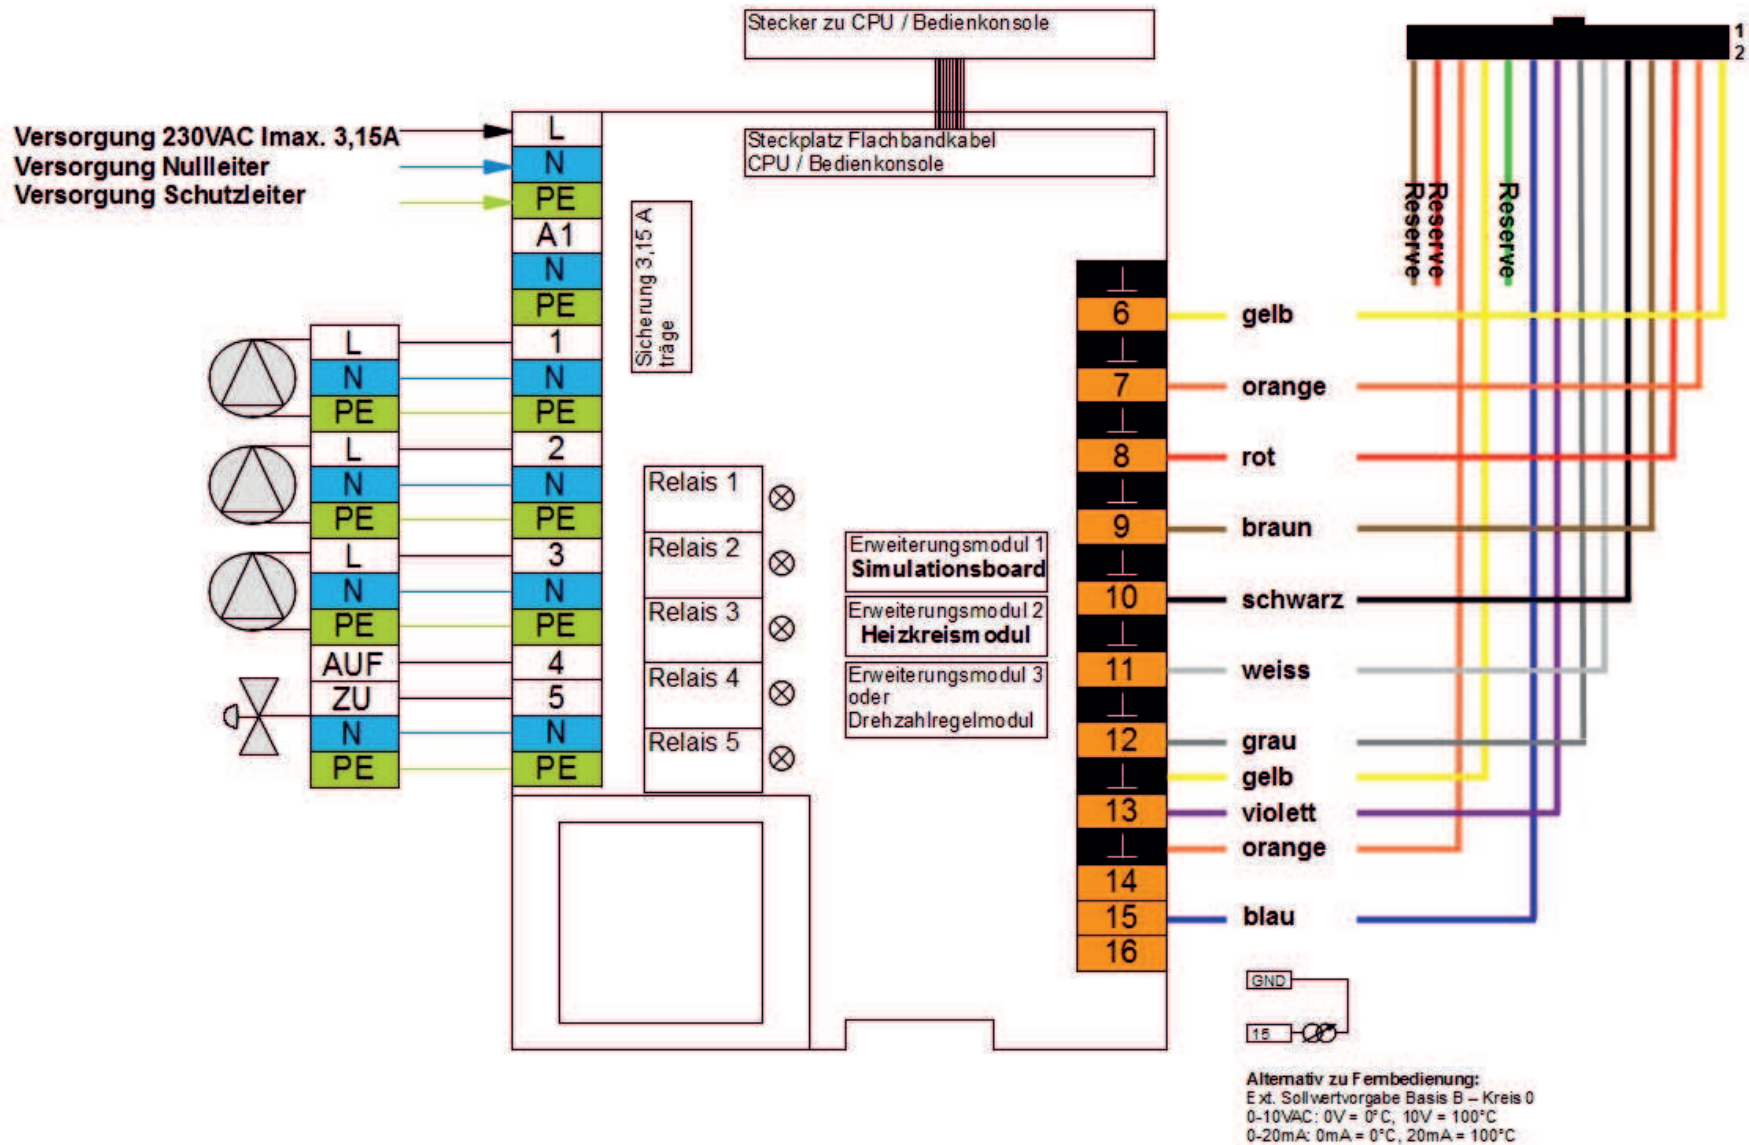 Stecker zu CPU / Bedienkonsole
1
2
Versorgung 230VAC Imax. 3,15A
Versorgung Nullleiter
Versorgung Schutzleiter
Steckplatz Flachbandkabel
CPU / Bedienkonsole
L
N
PE
A1
N
PE
1
N
PE
2
N
PE
3
N
PE
4
5
N
PE
L
N
PE
L
N
PE
L
N
PE
AUF
ZU
N
PE
Sicherung 3,15 A
träge
Relais 1
Relais 2
Relais 3
Relais 4
Relais 5
Erweiterungsmodul 1
Simulationsboard
Erweiterungsmodul 2
Heizkreismodul
Erweiterungsmodul 3
oder
Drehzahlregelmodul
Reserve
Reserve
Reserve
6 gelb
7 orange
8 rot
9 braun
10 schwarz
11 weiss
12 grau
gelb
13 violett
orange
14
15 blau
16
GND
15
Alternativ zu Fernbedienung:
Ext. Sollwertvorgabe Basis B – Kreis 0
0-10VAC: 0V = 0°C, 10V = 100°C
0-20mA: 0mA = 0°C, 20mA = 100°C